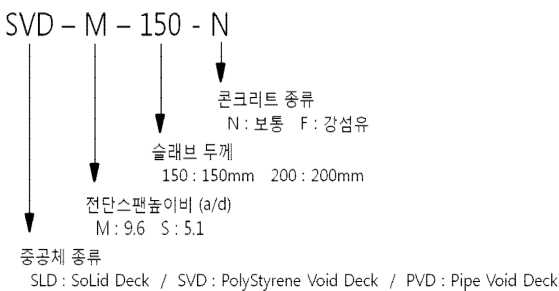 SVD – M – 150 - N
콘크리트 종류
N : 보통 F : 강섬유
슬래브 두께
150 : 150mm 200 : 200mm
전단스팬높이비 (a/d)
M : 9.6 S : 5.1
중공체 종류
SLD : SoLid Deck / SVD : PolyStyrene Void Deck / PVD : Pipe Void Deck